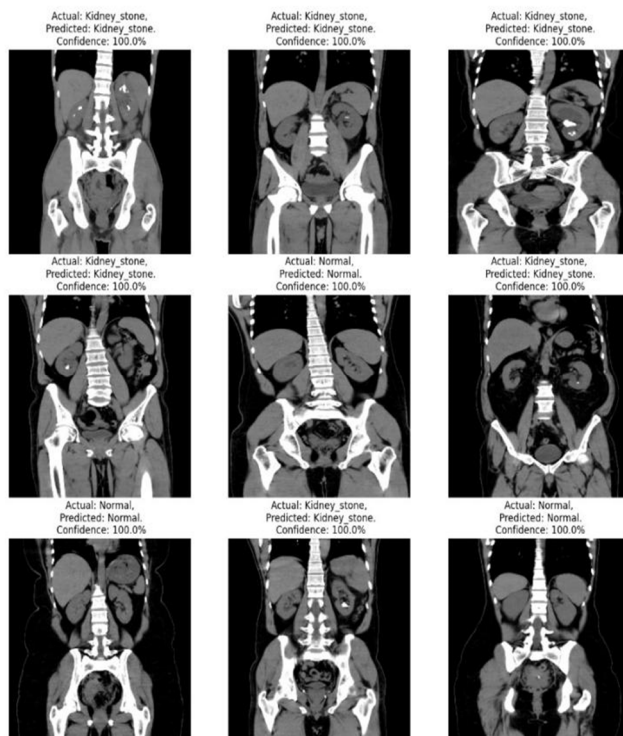 Actual: Kidney_stone,
Predicted: Kidney_stone.
Confidence: 100.0%
Actual: Kidney_stone,
Predicted: Kidney_stone.
Confidence: 100.0%
Actual: Kidney_stone,
Predicted: Kidney_stone.
Confidence: 100.0%
Actual: Kidney_stone,
Predicted: Kidney_stone.
Confidence: 100.0%
Actual: Normal,
Predicted: Normal.
Confidence: 100.0%
Actual: Kidney_stone,
Predicted: Kidney_stone.
Confidence: 100.0%
Actual: Normal,
Predicted: Normal.
Confidence: 100.0%
Actual: Kidney_stone,
Predicted: Kidney_stone.
Confidence: 100.0%
Actual: Normal,
Predicted: Normal.
Confidence: 100.0%